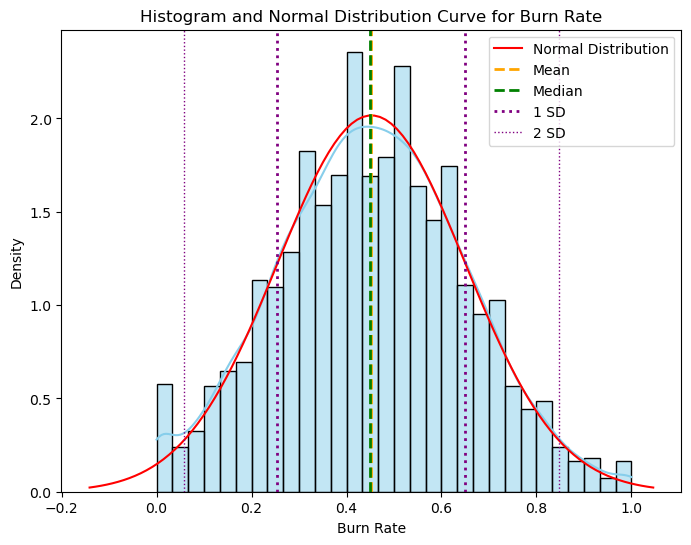 Histogram and Normal Distribution Curve for Burn Rate
Normal Distribution
Mean
Median
1 SD
2 SD
Density
2.0
1.5
1.0
0.5
0.0
−0.2
0.0
0.2
0.4
0.6
0.8
1.0
Burn Rate